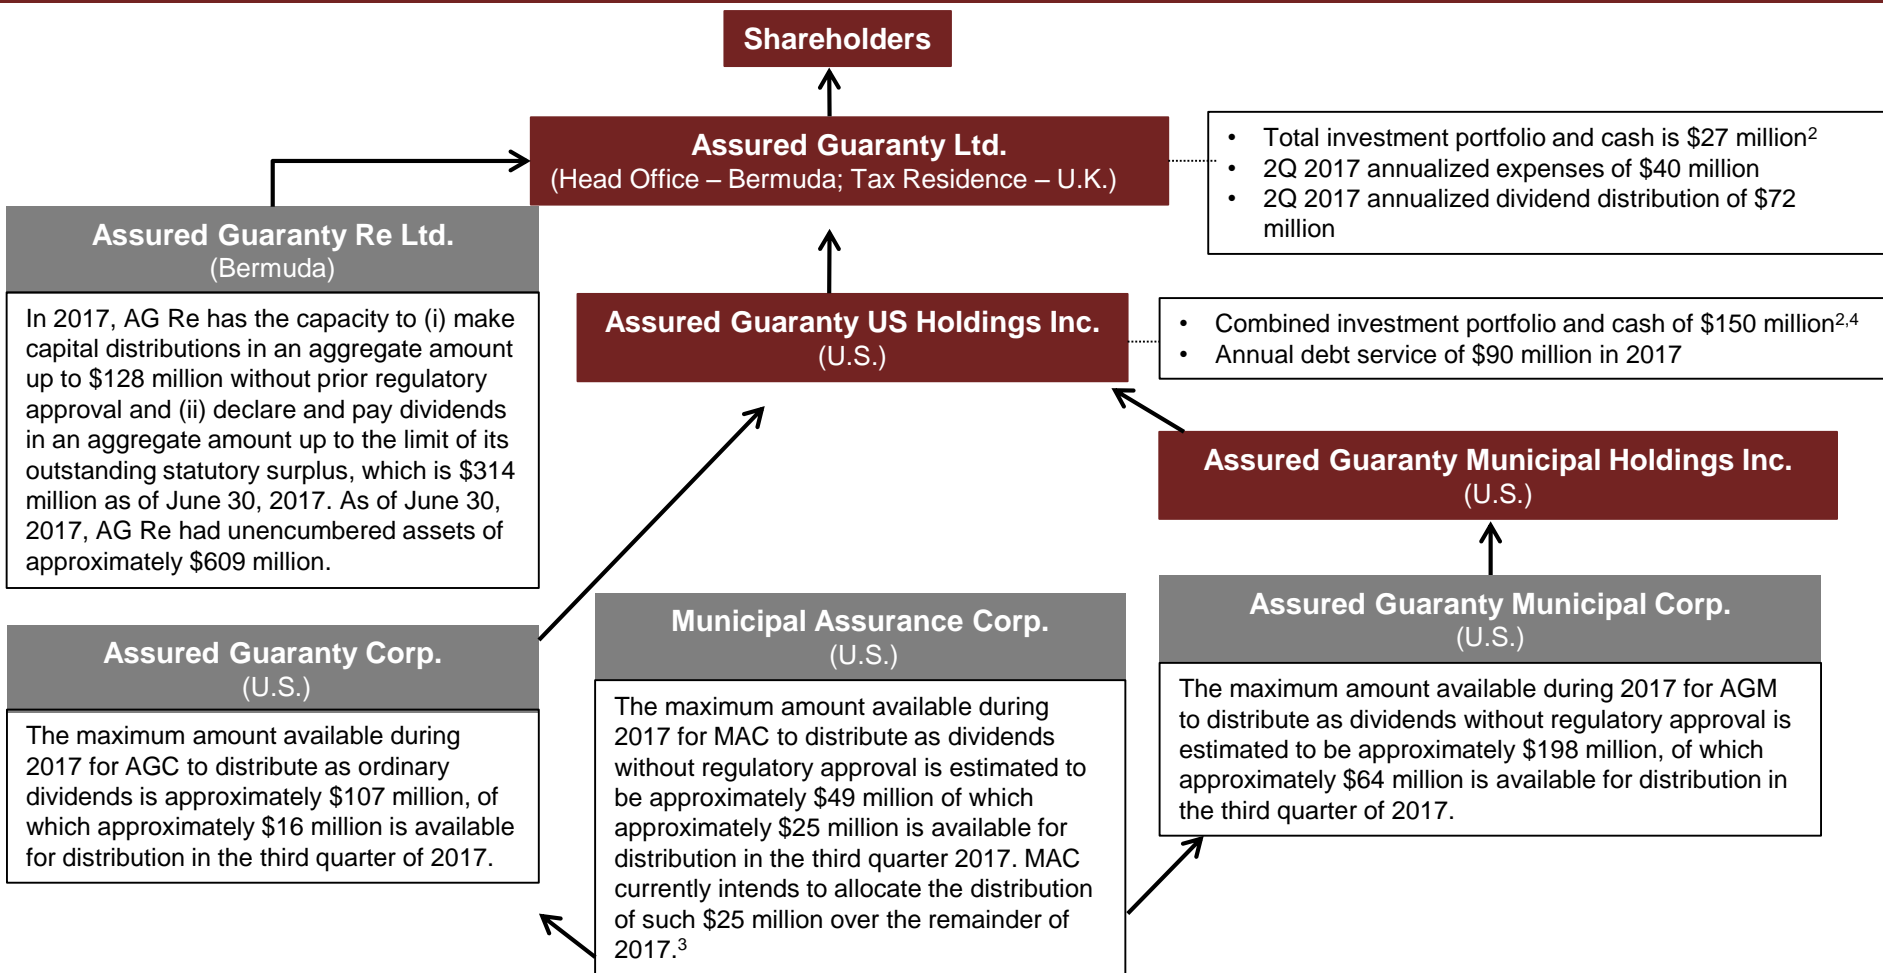 Shareholders
Assured Guaranty Ltd.
(Head Office – Bermuda; Tax Residence – U.K.)
• Total investment portfolio and cash is $27 million2
• 2Q 2017 annualized expenses of $40 million
• 2Q 2017 annualized dividend distribution of $72
million
Assured Guaranty Re Ltd.
(Bermuda)
In 2017, AG Re has the capacity to (i) make
capital distributions in an aggregate amount
up to $128 million without prior regulatory
approval and (ii) declare and pay dividends
in an aggregate amount up to the limit of its
outstanding statutory surplus, which is $314
million as of June 30, 2017. As of June 30,
2017, AG Re had unencumbered assets of
approximately $609 million.
Assured Guaranty US Holdings Inc.
(U.S.)
• Combined investment portfolio and cash of $150 million2,4
• Annual debt service of $90 million in 2017
Assured Guaranty Municipal Holdings Inc.
(U.S.)
Assured Guaranty Corp.
(U.S.)
The maximum amount available during
2017 for AGC to distribute as ordinary
dividends is approximately $107 million, of
which approximately $16 million is available
for distribution in the third quarter of 2017.
Municipal Assurance Corp.
(U.S.)
The maximum amount available during
2017 for MAC to distribute as dividends
without regulatory approval is estimated to
be approximately $49 million of which
approximately $25 million is available for
distribution in the third quarter 2017. MAC
currently intends to allocate the distribution
of such $25 million over the remainder of
2017.3
Assured Guaranty Municipal Corp.
(U.S.)
The maximum amount available during 2017 for AGM
to distribute as dividends without regulatory approval is
estimated to be approximately $198 million, of which
approximately $64 million is available for distribution in
the third quarter of 2017.